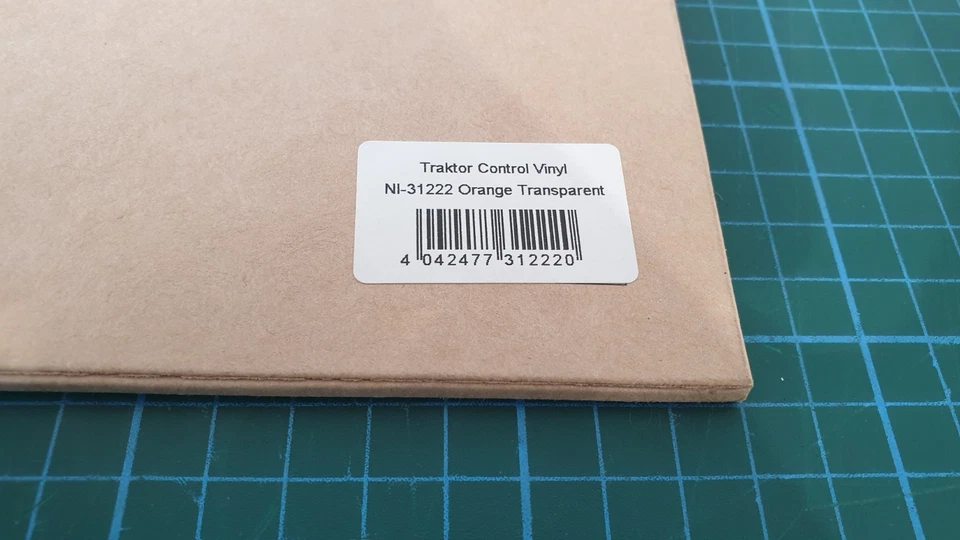 Traktor Control Vinyl
NI-31222 Orange Transparent
4 042477 312220